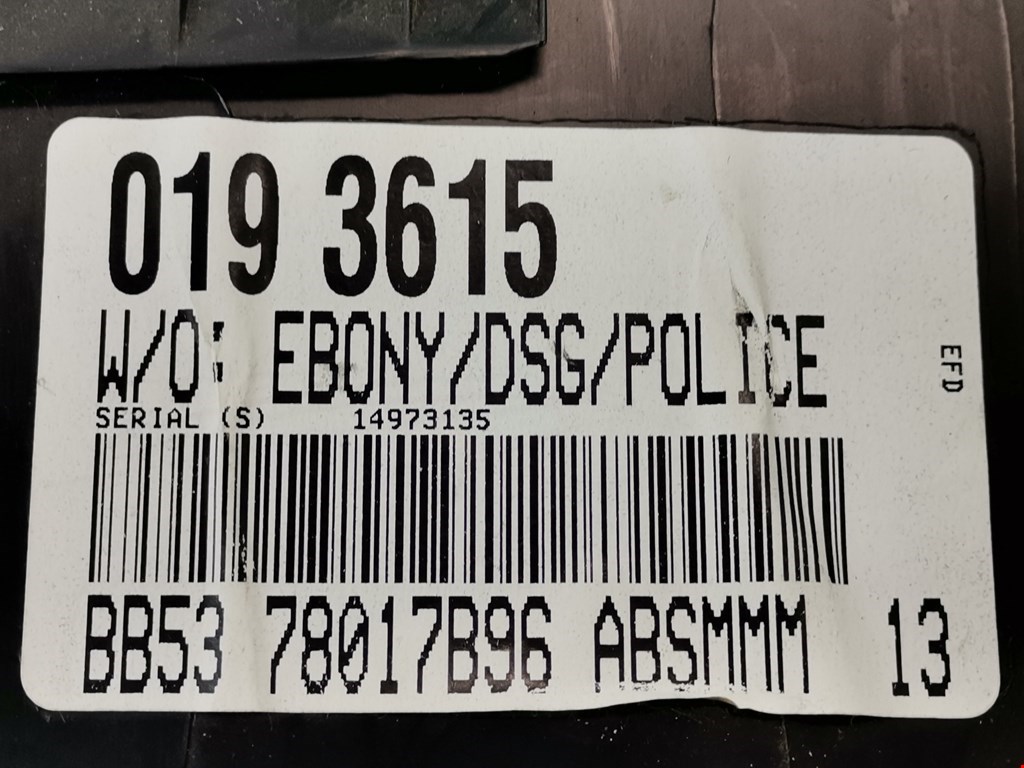 019 3615
W/O: EBONY/DSG/POLICE
EFD
SERIAL (S) 14973135
BB53 78017B96 ABSMMM 13